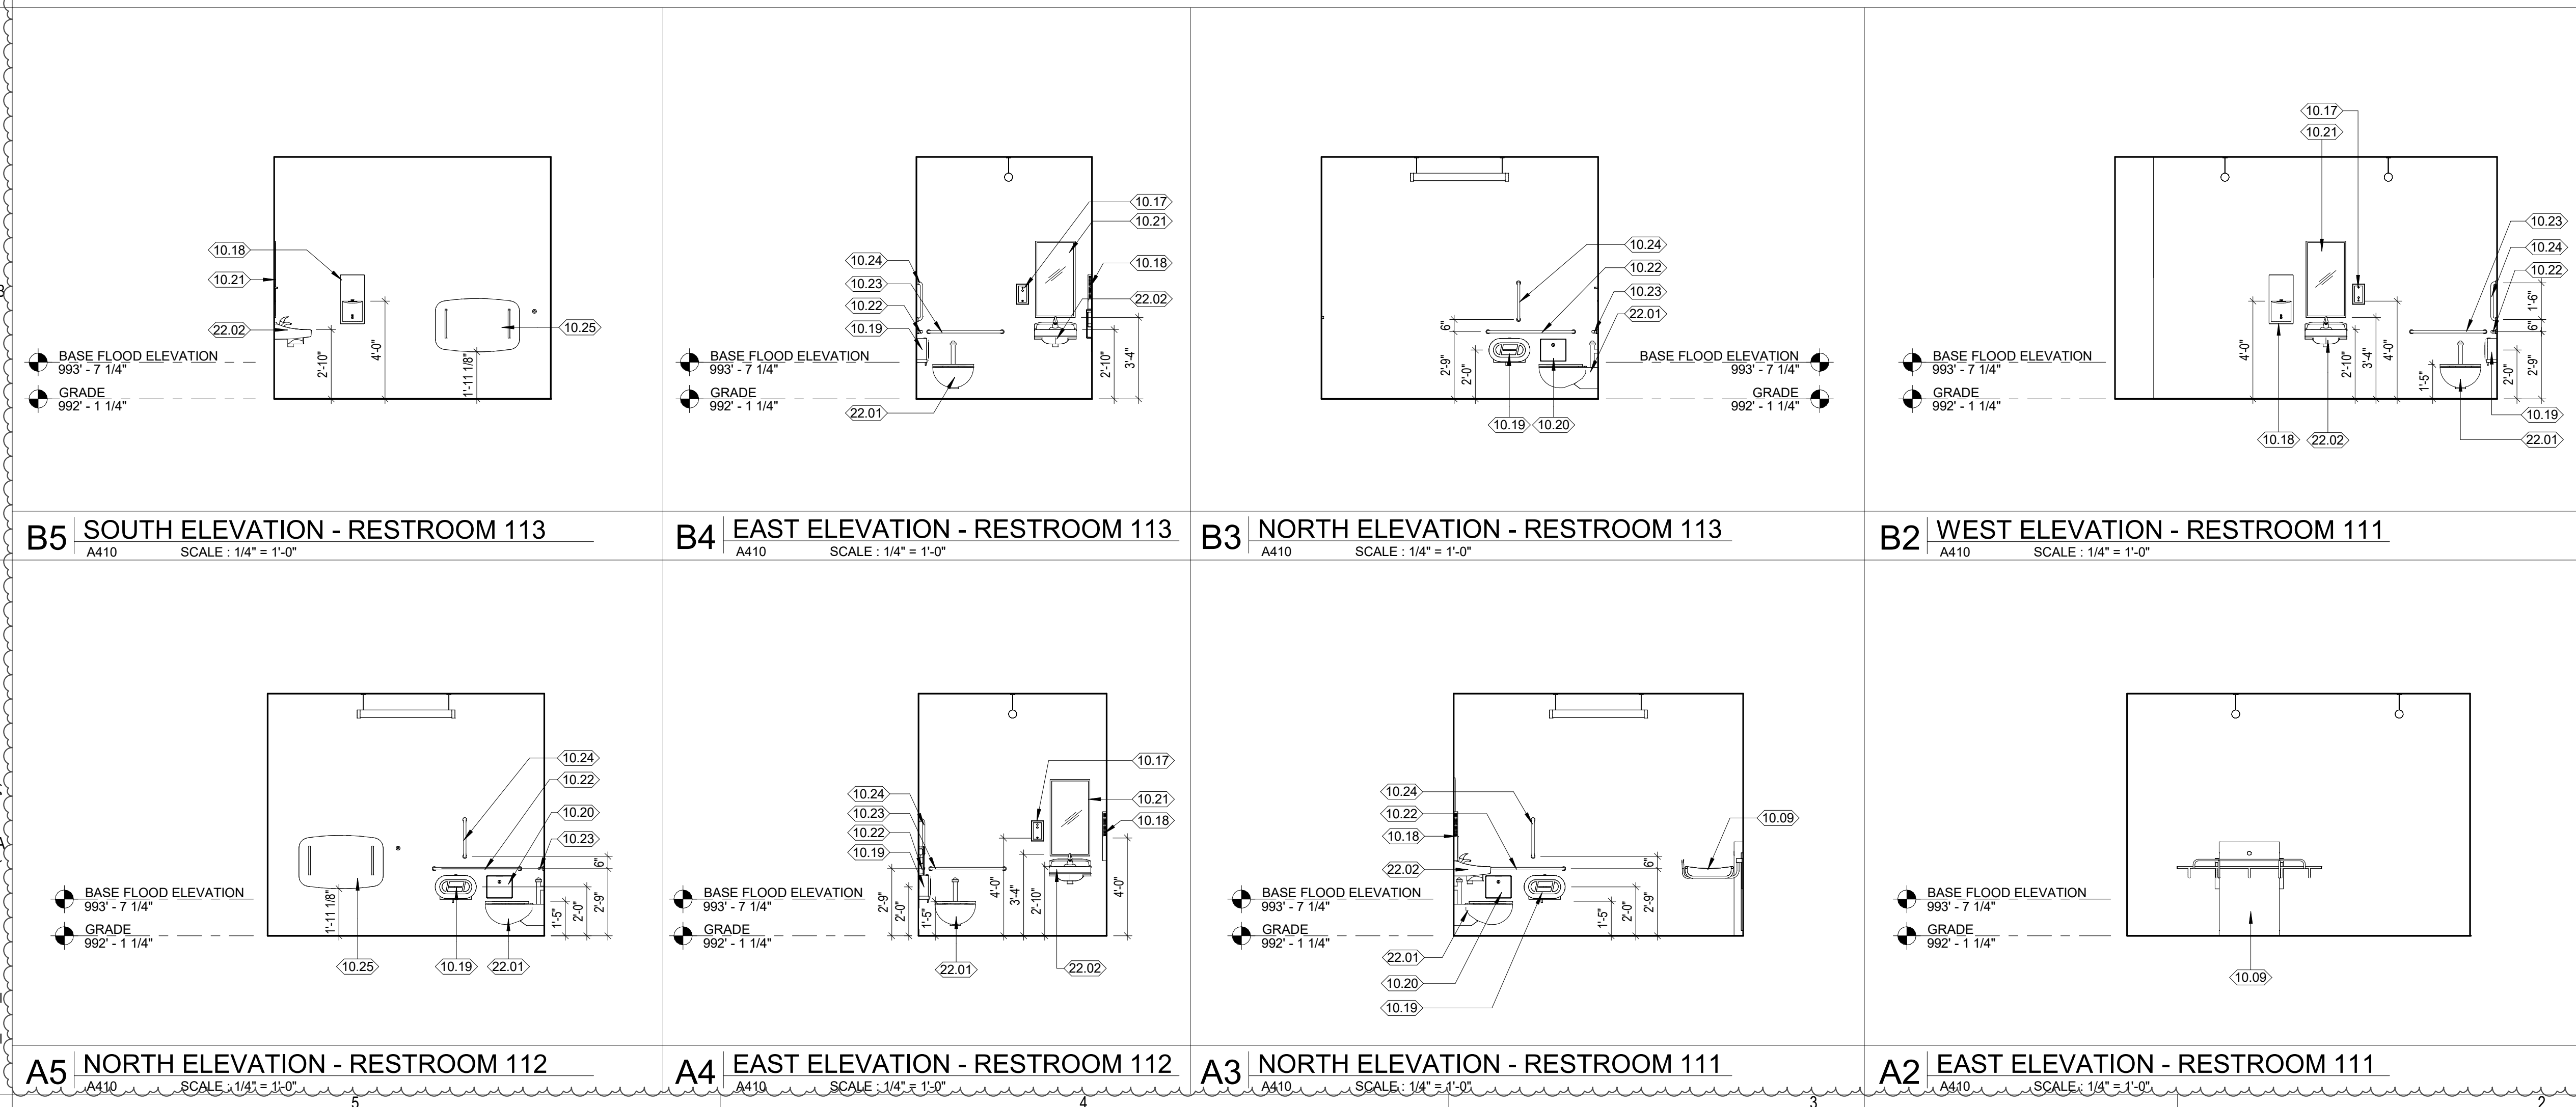 10.18
10.21
22.02
10.25
2'-10"
4'-0"
1'-11 1/8"
BASE FLOOD ELEVATION
993' - 7 1/4"
GRADE
992' - 1 1/4"
B5
SOUTH ELEVATION - RESTROOM 113
A410
SCALE : 1/4" = 1'-0"
10.17
10.21
10.24
10.18
10.23
22.02
10.22
10.19
22.01
2'-10"
3'-4"
BASE FLOOD ELEVATION
993' - 7 1/4"
GRADE
992' - 1 1/4"
B4
EAST ELEVATION - RESTROOM 113
A410
SCALE : 1/4" = 1'-0"
10.24
10.22
10.23
22.01
6"
2'-9"
2'-0"
10.19
10.20
BASE FLOOD ELEVATION
993' - 7 1/4"
GRADE
992' - 1 1/4"
B3
NORTH ELEVATION - RESTROOM 113
A410
SCALE : 1/4" = 1'-0"
10.17
10.21
10.23
10.24
10.22
1'-6"
6"
4'-0"
2'-10"
3'-4"
4'-0"
1'-5"
2'-0"
2'-9"
10.19
10.18
22.02
22.01
BASE FLOOD ELEVATION
993' - 7 1/4"
GRADE
992' - 1 1/4"
B2
WEST ELEVATION - RESTROOM 111
A410
SCALE : 1/4" = 1'-0"
10.24
10.22
10.20
10.23
6"
1'-11 1/8"
1'-5"
2'-0"
2'-9"
10.25
10.19
22.01
BASE FLOOD ELEVATION
993' - 7 1/4"
GRADE
992' - 1 1/4"
A5
NORTH ELEVATION - RESTROOM 112
A410
SCALE : 1/4" = 1'-0"
10.17
10.24
10.21
10.23
10.18
10.22
10.19
2'-9"
2'-0"
1'-5"
4'-0"
3'-4"
2'-10"
4'-0"
22.01
22.02
BASE FLOOD ELEVATION
993' - 7 1/4"
GRADE
992' - 1 1/4"
A4
EAST ELEVATION - RESTROOM 112
A410
SCALE : 1/4" = 1'-0"
10.24
10.22
10.09
10.18
22.02
6"
1'-5"
2'-0"
2'-9"
22.01
10.20
10.19
BASE FLOOD ELEVATION
993' - 7 1/4"
GRADE
992' - 1 1/4"
A3
NORTH ELEVATION - RESTROOM 111
A410
SCALE : 1/4" = 1'-0"
10.09
BASE FLOOD ELEVATION
993' - 7 1/4"
GRADE
992' - 1 1/4"
A2
EAST ELEVATION - RESTROOM 111
A410
SCALE : 1/4" = 1'-0"
5
4
3
2